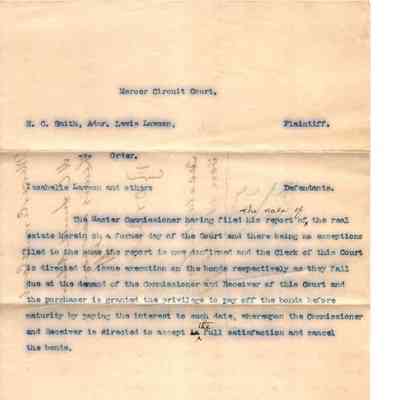 Mercer Circuit Court,
H. C. Smith, Admr. Lewis Lawson, Plaintiff.
Order.
Isabelle Lawson and others Defendants.
the sale of
The Master Commissioner having filed his report of, the real
estate herein on a former day of the Court and there being no exceptions
filed to the same the report is now confirmed and the Clerk of this Court
is directed to issue execution on the bonds respectively as they fall
due at the demand of the Commissioner and Receiver of this Court and
the purchaser is granted the privilege to pay off the bonds before
maturity by paying the interest to such date, whereupon the Commissioner
the
and Receiver is directed to accept full satisfaction and cancel
the bonds.